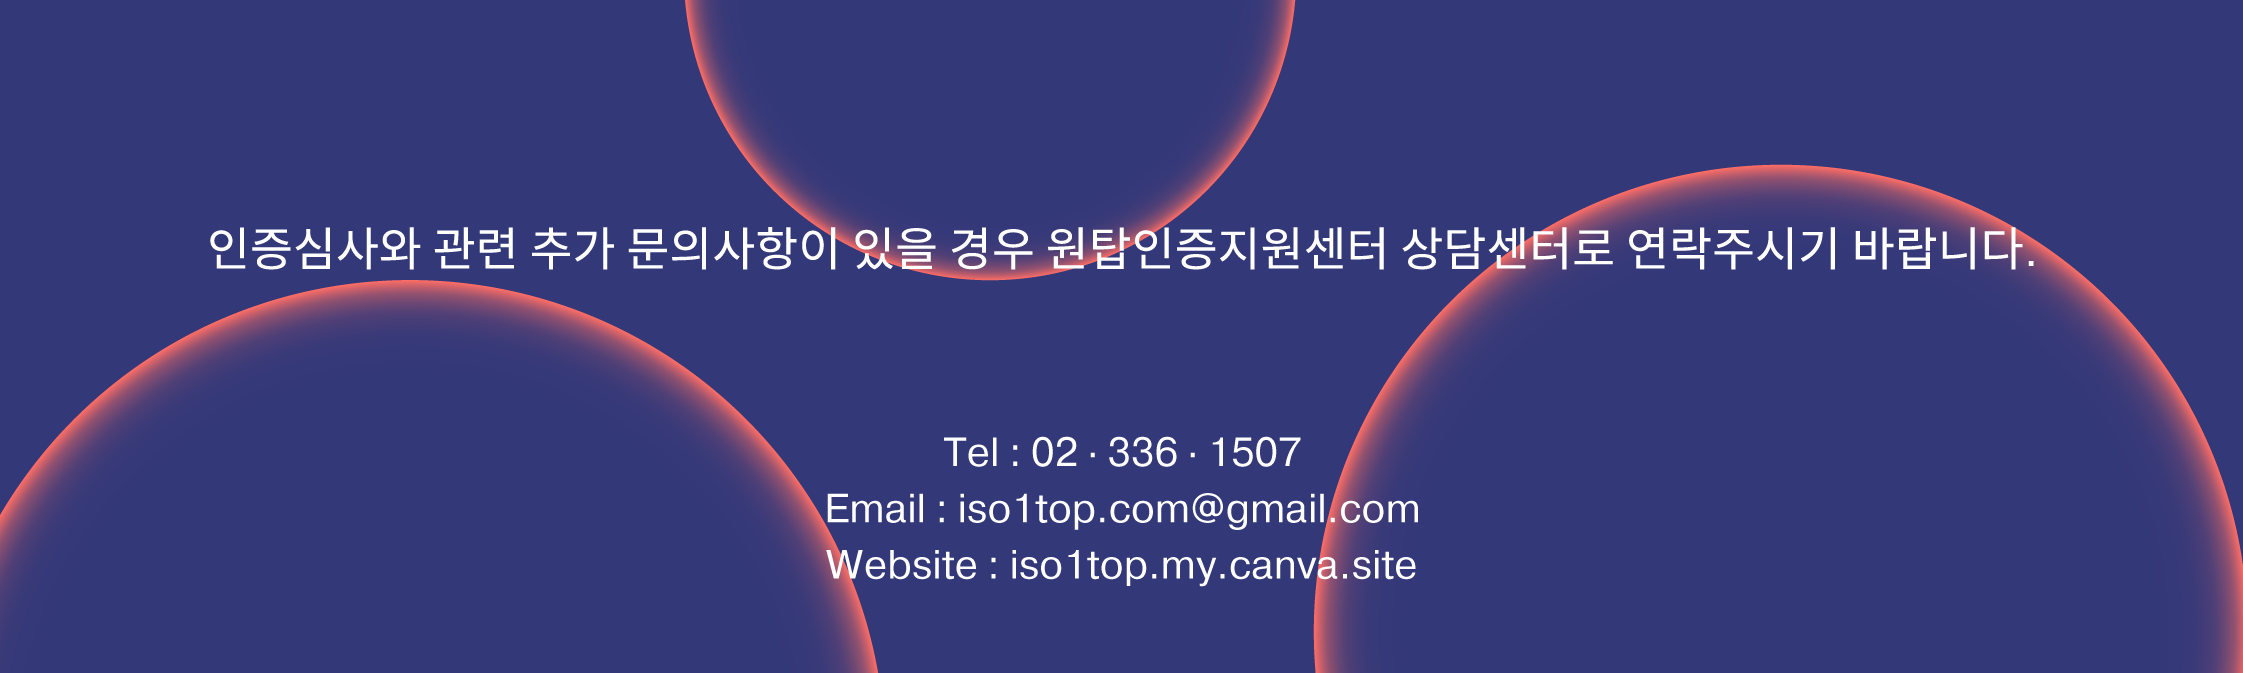 인증심사와 관련 추가 문의사항이 있을 경우 원탑인증지원센터 상담센터로 연락주시기 바랍니다.
Tel : 02 · 336 · 1507
Email : iso1top.com@gmail.com
Website : iso1top.my.canva.site